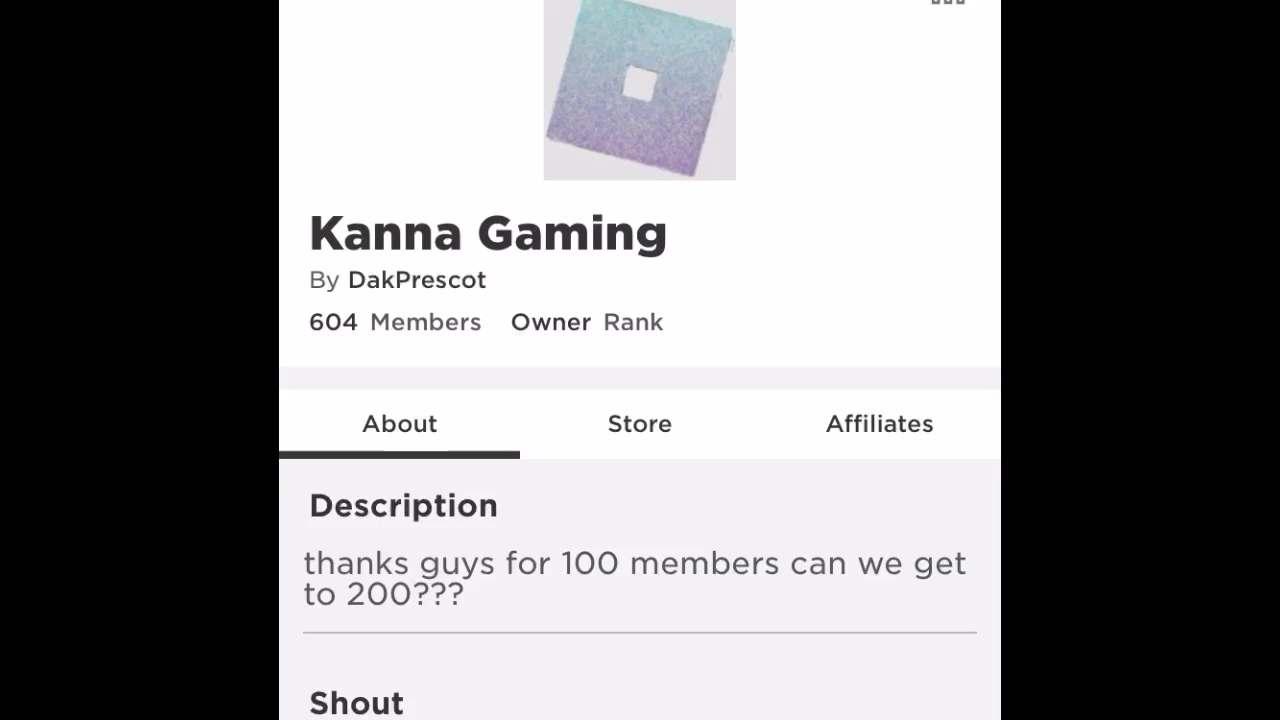 Kanna Gaming
By DakPrescot
604 Members Owner Rank
About Store Affiliates
Description
thanks guys for 100 members can we get
to 200???
Shout